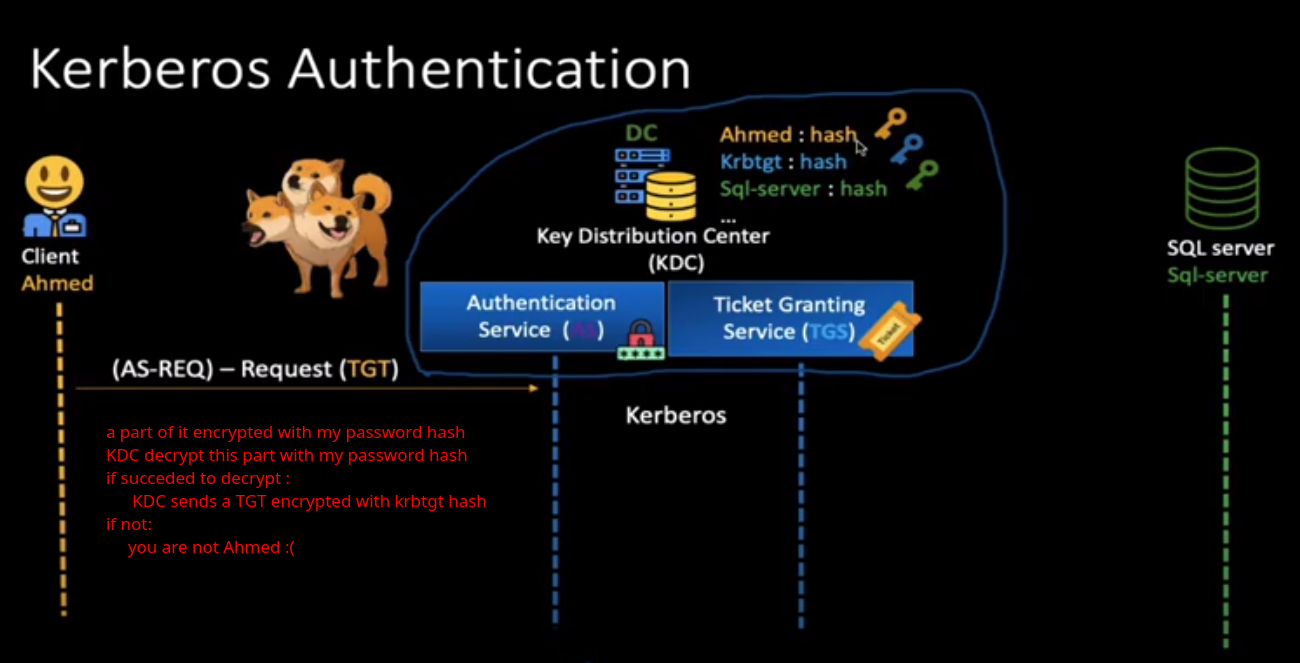 Kerberos Authentication
DC
Ahmed : hash
Krbtgt : hash
Sql-server : hash
...
Key Distribution Center
(KDC)
Client
Ahmed
SQL server
Sql-server
Authentication
Service (AS)
Ticket Granting
Service (TGS)
Ticket
(AS-REQ) – Request (TGT)
Kerberos
a part of it encrypted with my password hash
KDC decrypt this part with my password hash
if succeded to decrypt :
KDC sends a TGT encrypted with krbtgt hash
if not:
you are not Ahmed :(